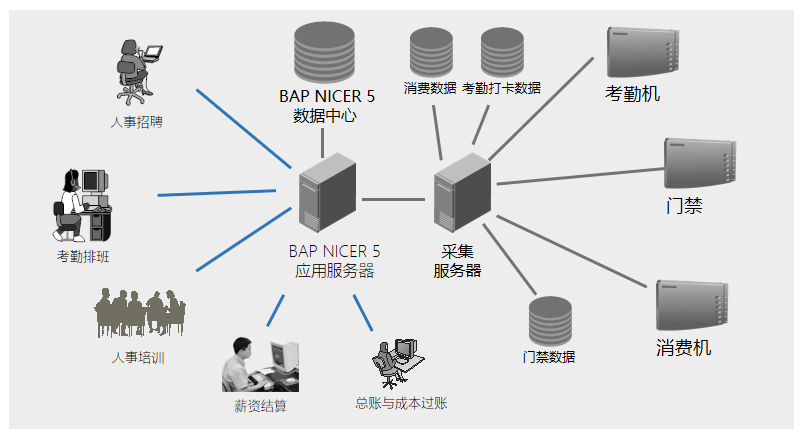 人事招聘
BAP NICER 5
数据中心
消费数据
考勤打卡数据
考勤机
门禁
考勤排班
BAP NICER 5
应用服务器
采集
服务器
人事培训
门禁数据
消费机
薪资结算
总账与成本过账